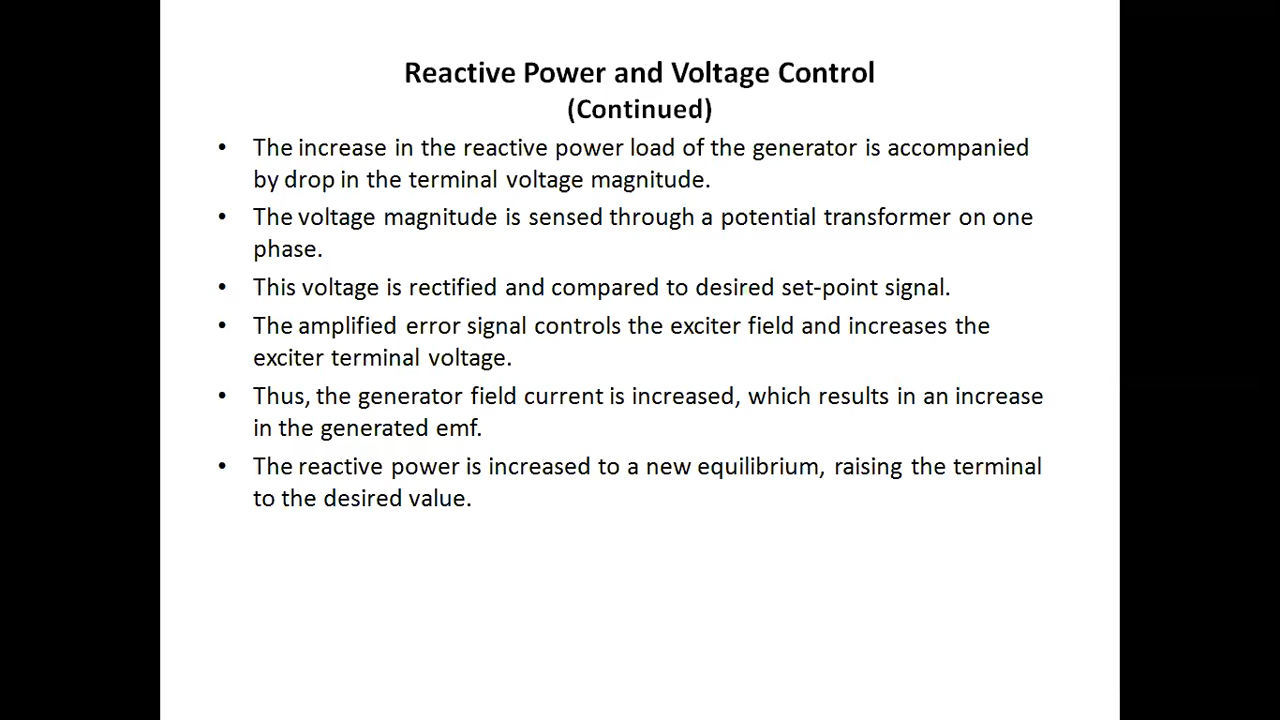 Reactive Power and Voltage Control
(Continued)
• The increase in the reactive power load of the generator is accompanied
by drop in the terminal voltage magnitude.
• The voltage magnitude is sensed through a potential transformer on one
phase.
• This voltage is rectified and compared to desired set-point signal.
• The amplified error signal controls the exciter field and increases the
exciter terminal voltage.
• Thus, the generator field current is increased, which results in an increase
in the generated emf.
• The reactive power is increased to a new equilibrium, raising the terminal
to the desired value.